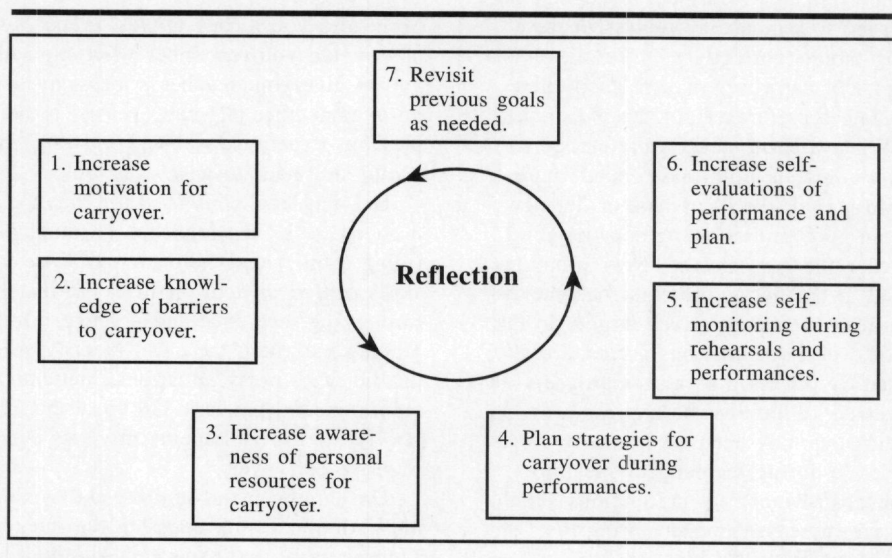 7. Revisit
previous goals
as needed.
1. Increase
motivation for
carryover.
6. Increase self-
evaluations of
performance and
plan.
2. Increase knowl-
edge of barriers
to carryover.
Reflection
5. Increase self-
monitoring during
rehearsals and
performances.
3. Increase aware-
ness of personal
resources for
carryover.
4. Plan strategies for
carryover during
performances.